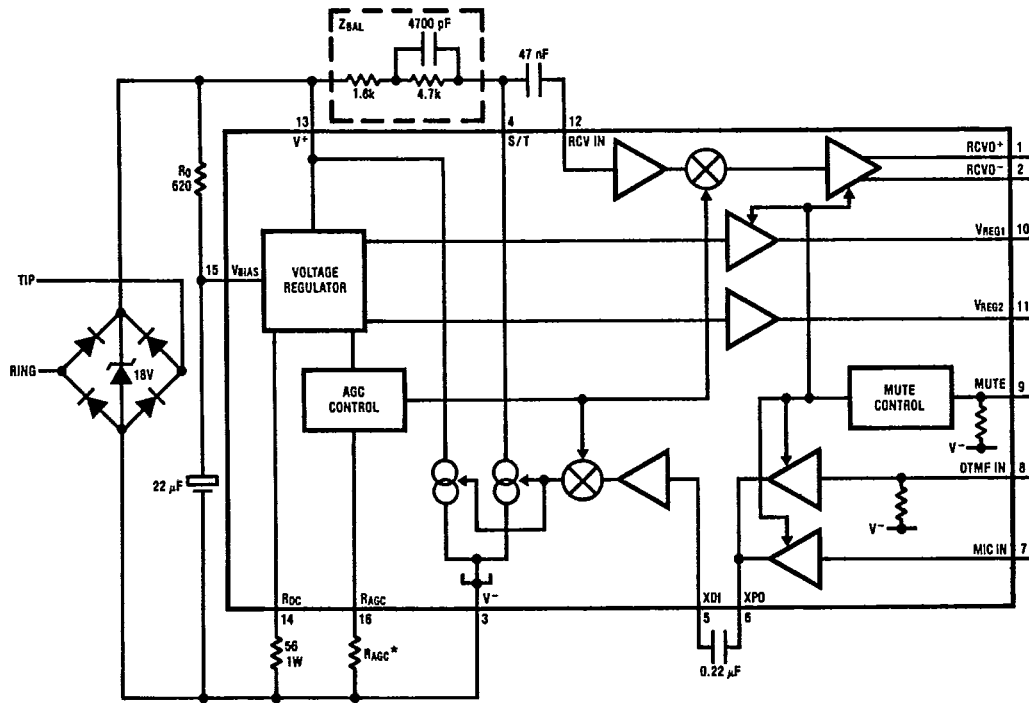 ZBAL
4700 pF
1.6k
4.7k
47 nF
13
V+
4
S/T
12
RCV IN
RCVO+ 1
RCVO− 2
RO
620
VREG1 10
15 VBIAS
VOLTAGE
REGULATOR
TIP
VREG2 11
RING
18V
AGC
CONTROL
MUTE
CONTROL
MUTE 9
V−
DTMF IN 8
22 µF
V−
MIC IN 7
RDC
14
RAGC
16
V−
3
XDI
5
XPO
6
56
1W
RAGC*
0.22 µF